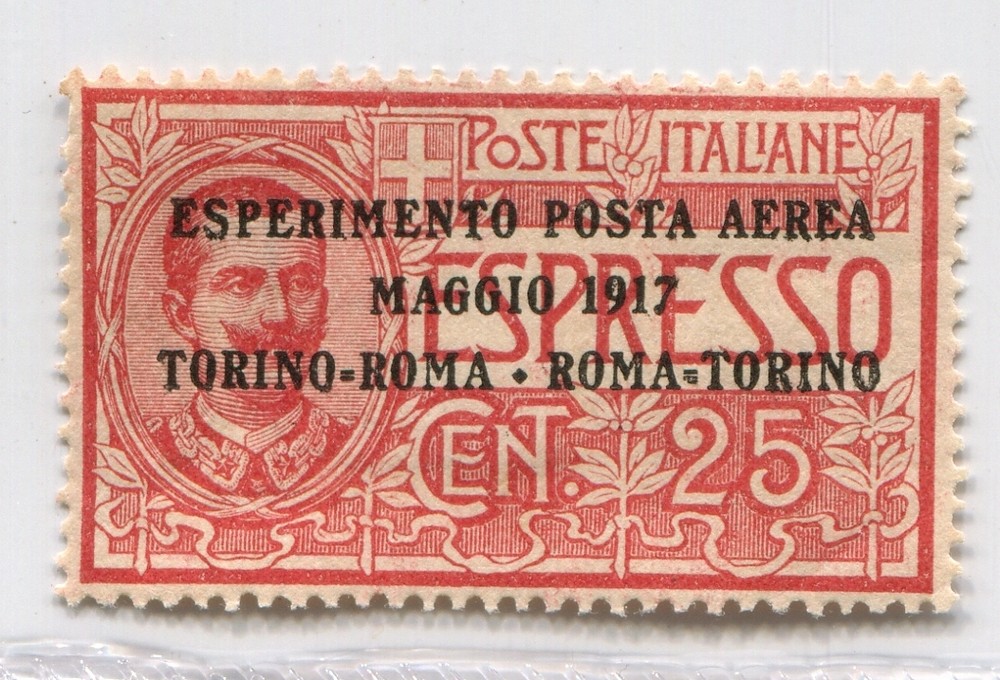 POSTE ITALIANE
ESPERIMENTO POSTA AEREA
ESPRESSO
MAGGIO 1917
TORINO=ROMA • ROMA=TORINO
CENT. 25